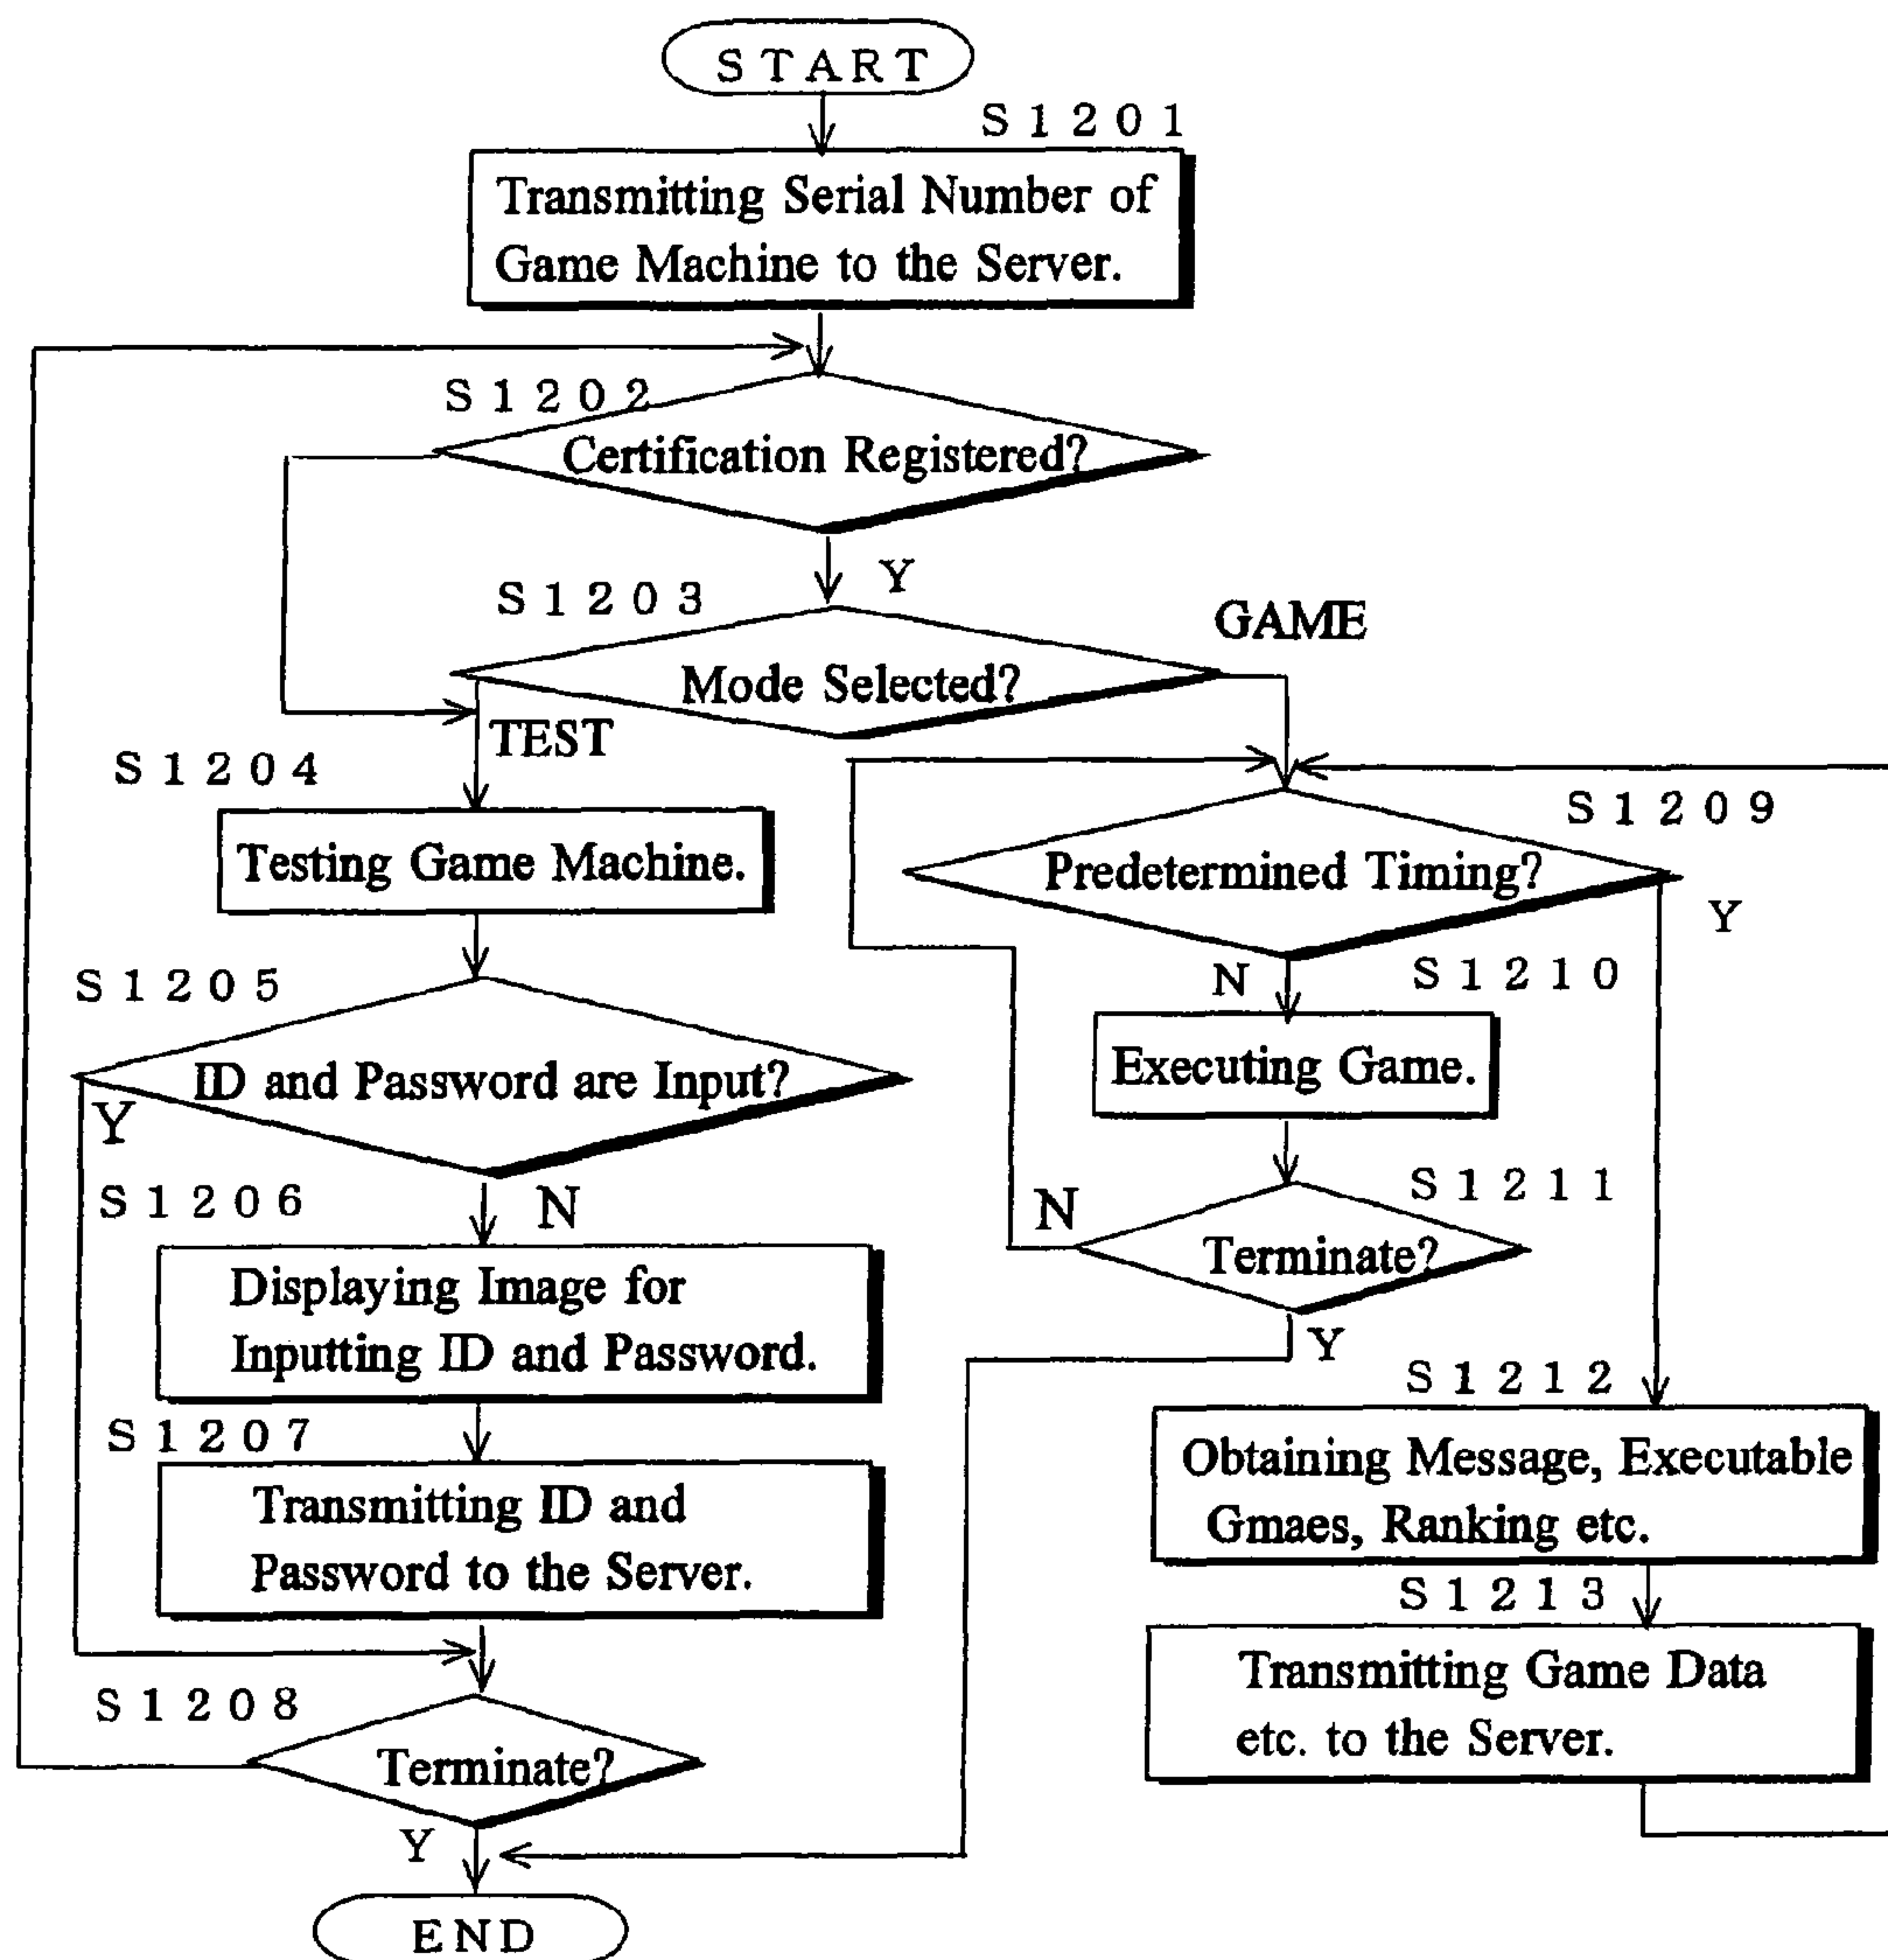 START
S1201
Transmitting Serial Number of
Game Machine to the Server.
S1202
Certification Registered?
Y
S1203
GAME
Mode Selected?
TEST
S1204
Testing Game Machine.
S1205
ID and Password are Input?
Y
N
S1206
Displaying Image for
Inputting ID and Password.
S1207
Transmitting ID and
Password to the Server.
S1208
Terminate?
Y
END
S1209
Predetermined Timing?
Y
N
S1210
Executing Game.
S1211
N
Terminate?
Y
S1212
Obtaining Message, Executable
Gmaes, Ranking etc.
S1213
Transmitting Game Data
etc. to the Server.